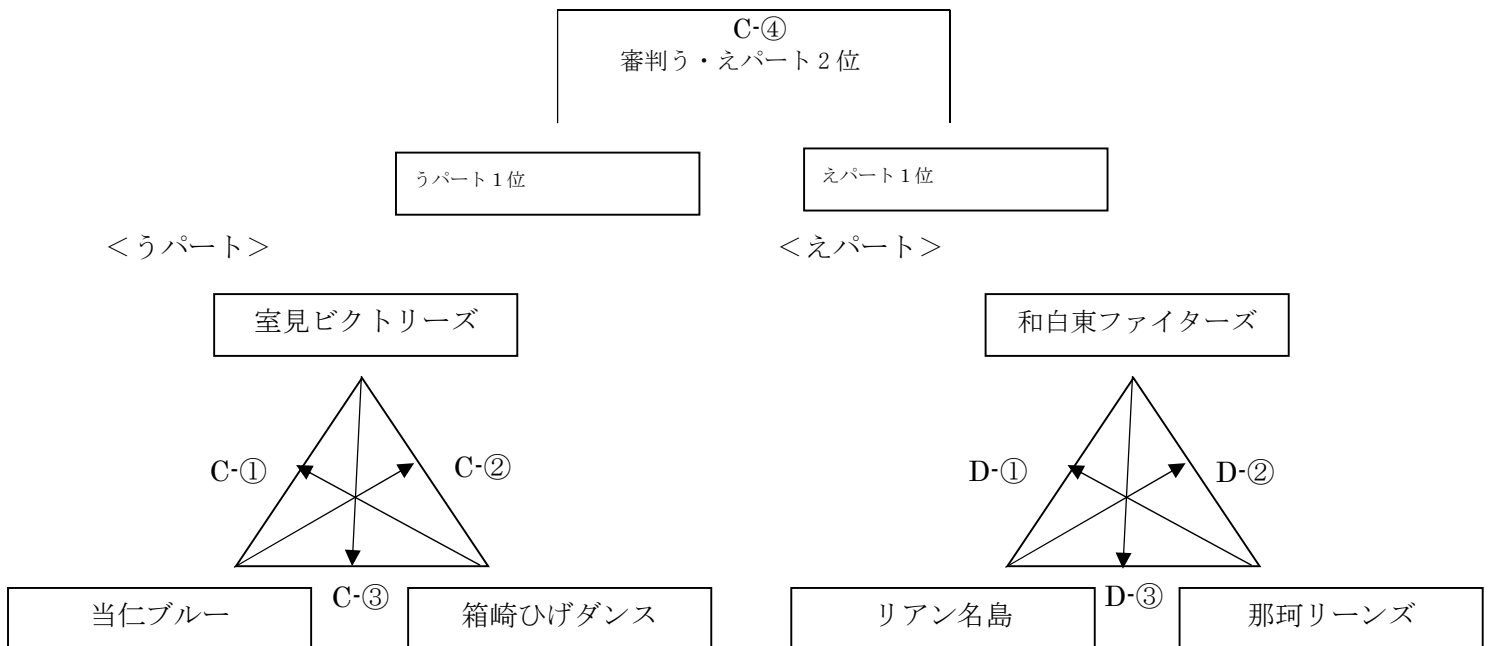 C-④
審判う・えパート２位
うパート１位
えパート１位
＜うパート＞
＜えパート＞
室見ビクトリーズ
和白東ファイターズ
C-①
C-②
D-①
D-②
C-③
D-③
当仁ブルー
箱崎ひげダンス
リアン名島
那珂リーンズ